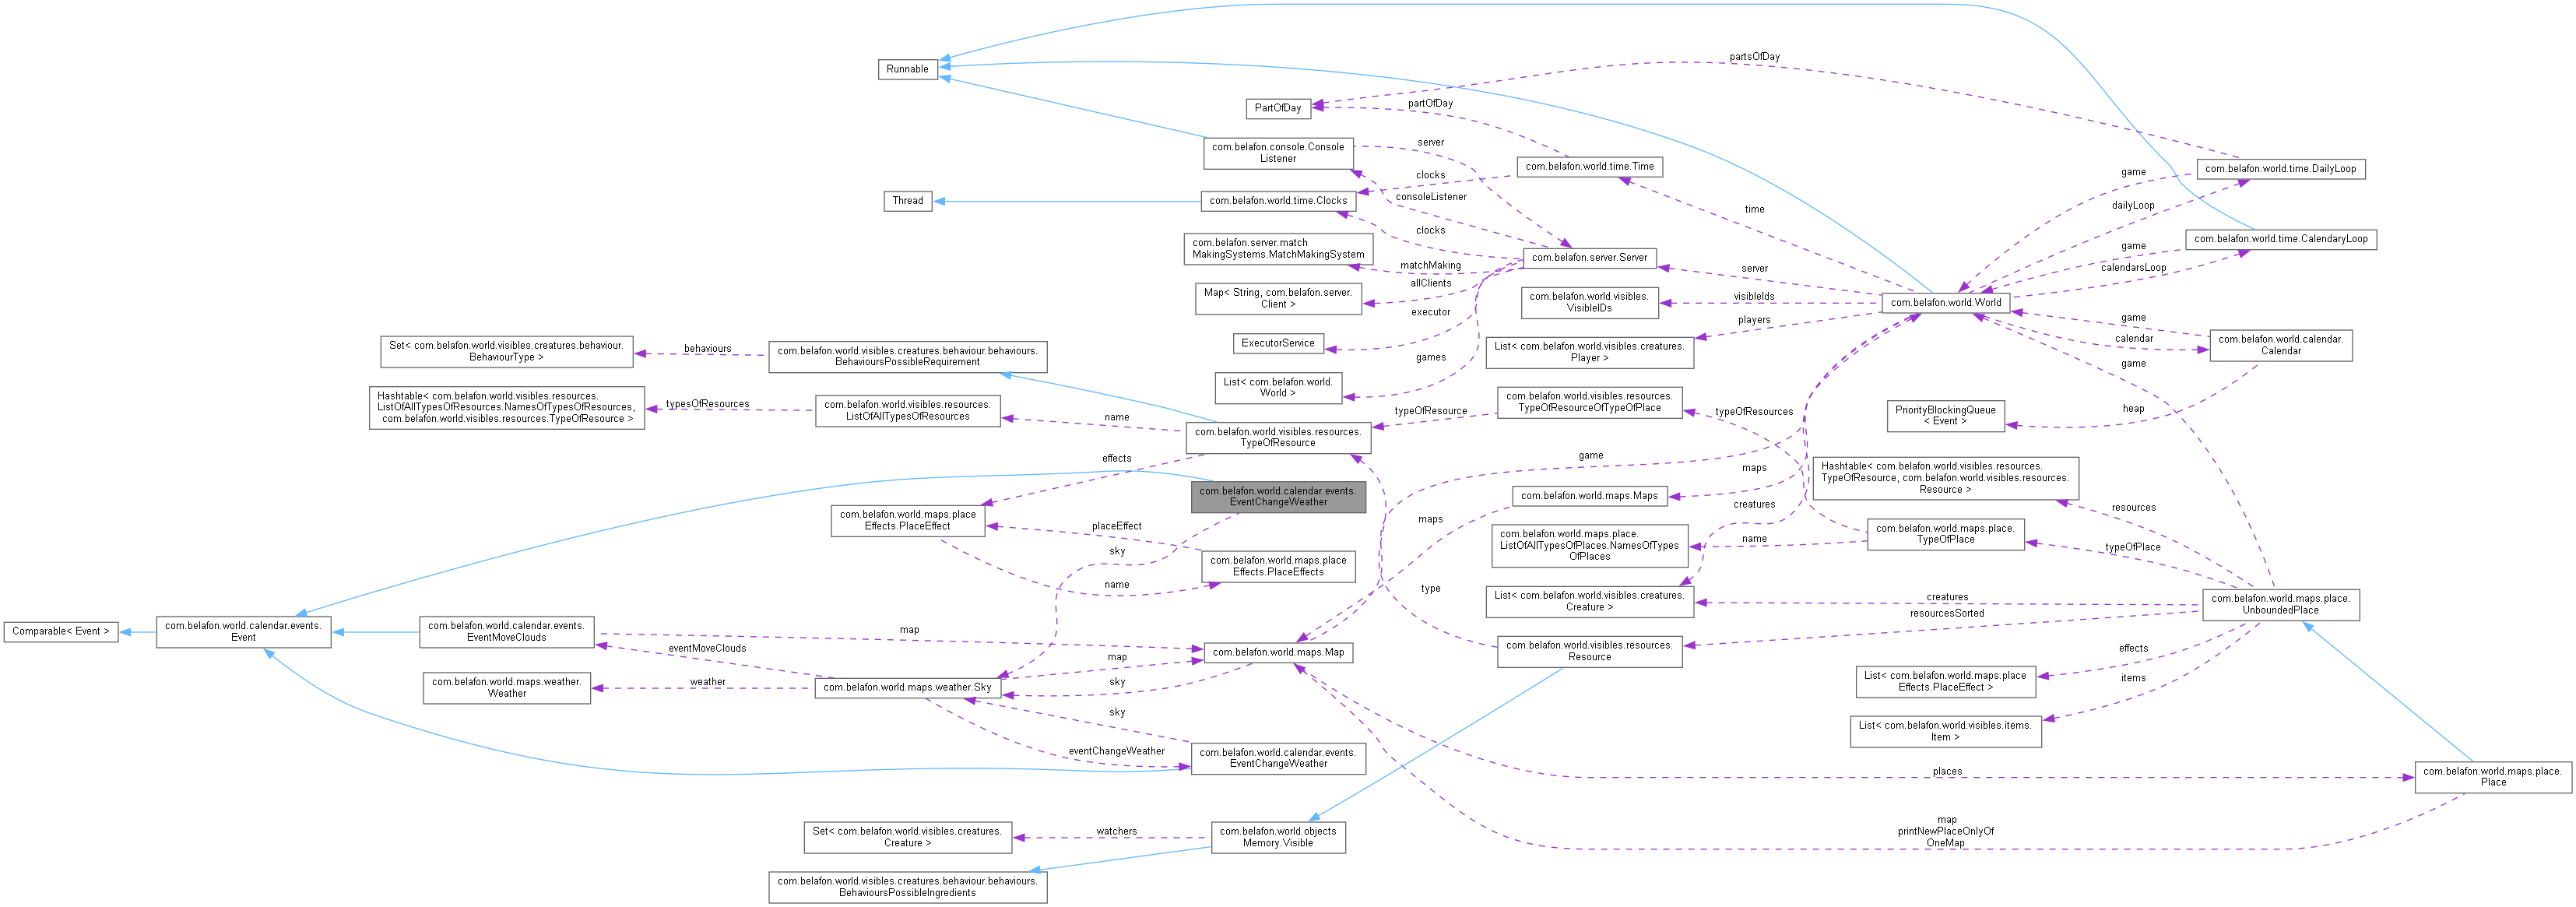 Runnable
partsOfDay
PartOfDay
partOfDay
com.belafon.console.Console
Listener
server
com.belafon.world.time.Time
com.belafon.world.time.DailyLoop
game
clocks
Thread
com.belafon.world.time.Clocks
consoleListener
time
dailyLoop
clocks
com.belafon.world.time.CalendaryLoop
com.belafon.server.match
MakingSystems.MatchMakingSystem
matchMaking
com.belafon.server.Server
server
game
calendarsLoop
allClients
Map< String, com.belafon.server.
Client >
com.belafon.world.visibles.
VisibleIDs
visibleIds
com.belafon.world.World
executor
players
game
calendar
com.belafon.world.calendar.
Calendar
ExecutorService
Set< com.belafon.world.visibles.creatures.behaviour.
BehaviourType >
behaviours
com.belafon.world.visibles.creatures.behaviour.behaviours.
BehavioursPossibleRequirement
games
List< com.belafon.world.visibles.creatures.
Player >
game
List< com.belafon.world.
World >
Hashtable< com.belafon.world.visibles.resources.
ListOfAllTypesOfResources.NamesOfTypesOfResources,
com.belafon.world.visibles.resources.TypeOfResource >
typesOfResources
com.belafon.world.visibles.resources.
ListOfAllTypesOfResources
name
typeOfResource
com.belafon.world.visibles.resources.
TypeOfResourceOfTypeOfPlace
typeOfResources
PriorityBlockingQueue
< Event >
heap
com.belafon.world.visibles.resources.
TypeOfResource
effects
game
maps
Hashtable< com.belafon.world.visibles.resources.
TypeOfResource, com.belafon.world.visibles.resources.
Resource >
com.belafon.world.calendar.events.
EventChangeWeather
com.belafon.world.maps.Maps
creatures
resources
com.belafon.world.maps.place
Effects.PlaceEffect
placeEffect
maps
com.belafon.world.maps.place.
ListOfAllTypesOfPlaces.NamesOfTypes
OfPlaces
name
com.belafon.world.maps.place.
TypeOfPlace
typeOfPlace
sky
com.belafon.world.maps.place
Effects.PlaceEffects
name
type
List< com.belafon.world.visibles.creatures.
Creature >
creatures
resourcesSorted
com.belafon.world.maps.place.
UnboundedPlace
Comparable< Event >
com.belafon.world.calendar.events.
Event
com.belafon.world.calendar.events.
EventMoveClouds
map
eventMoveClouds
map
com.belafon.world.maps.Map
com.belafon.world.visibles.resources.
Resource
effects
com.belafon.world.maps.weather.
Weather
weather
com.belafon.world.maps.weather.Sky
sky
List< com.belafon.world.maps.place
Effects.PlaceEffect >
items
sky
List< com.belafon.world.visibles.items.
Item >
eventChangeWeather
com.belafon.world.calendar.events.
EventChangeWeather
places
com.belafon.world.maps.place.
Place
Set< com.belafon.world.visibles.creatures.
Creature >
watchers
com.belafon.world.objects
Memory.Visible
map
printNewPlaceOnlyOf
OneMap
com.belafon.world.visibles.creatures.behaviour.behaviours.
BehavioursPossibleIngredients